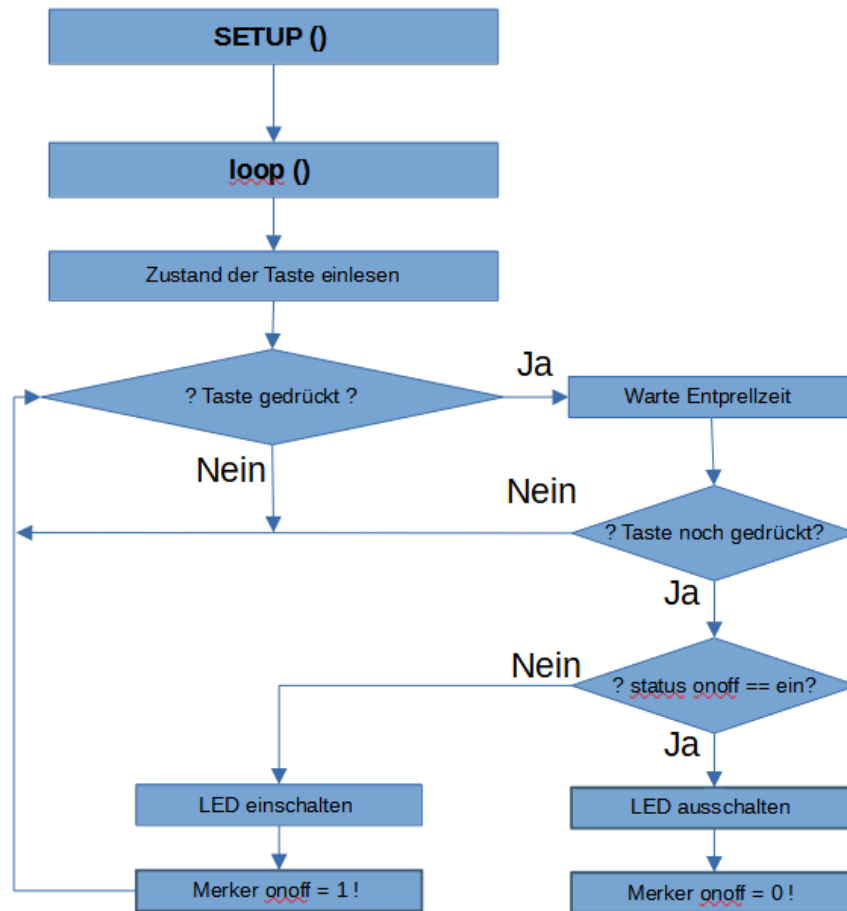 SETUP ()
loop ()
Zustand der Taste einlesen
? Taste gedrückt ?
Ja
Warte Entprellzeit
Nein
Nein
? Taste noch gedrückt?
Ja
Nein
? status onoff == ein?
Ja
LED einschalten
LED ausschalten
Merker onoff = 1 !
Merker onoff = 0 !